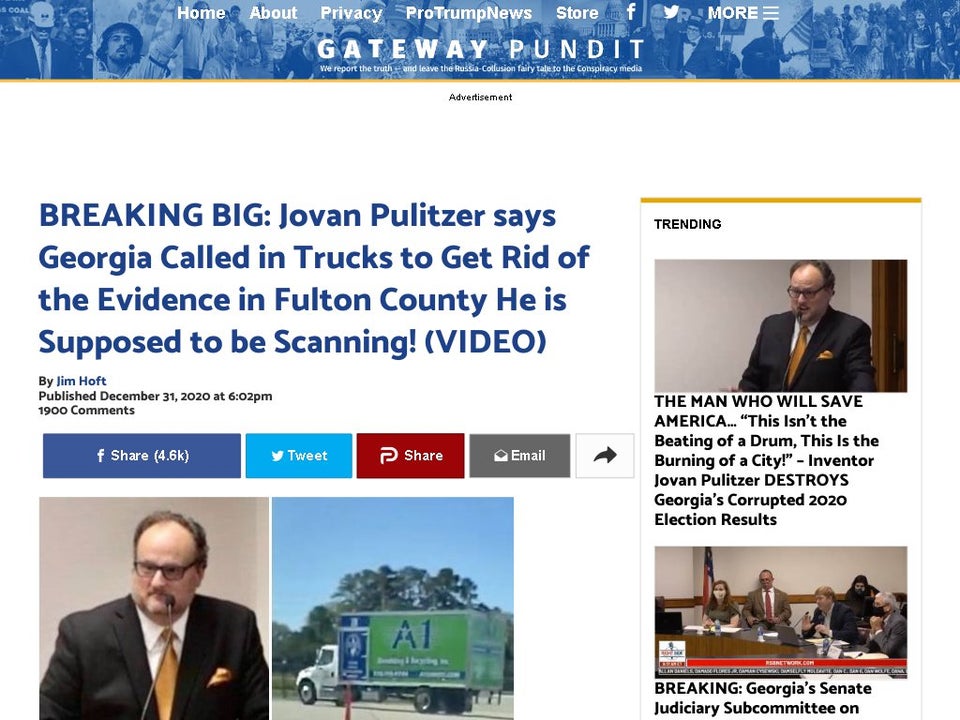 Home About Privacy ProTrumpNews Store f MORE
GATEWAY PUNDIT
We report the truth — and leave the Russia-Collusion fairy tale to the Conspiracy media
Advertisement
BREAKING BIG: Jovan Pulitzer says
Georgia Called in Trucks to Get Rid of
the Evidence in Fulton County He is
Supposed to be Scanning! (VIDEO)
By Jim Hoft
Published December 31, 2020 at 6:02pm
1900 Comments
f Share (4.6k)
Tweet
Share
Email
A1
TRENDING
THE MAN WHO WILL SAVE
AMERICA... “This Isn’t the
Beating of a Drum, This Is the
Burning of a City!” – Inventor
Jovan Pulitzer DESTROYS
Georgia’s Corrupted 2020
Election Results
RSBNETWORK.COM
BREAKING: Georgia’s Senate
Judiciary Subcommittee on